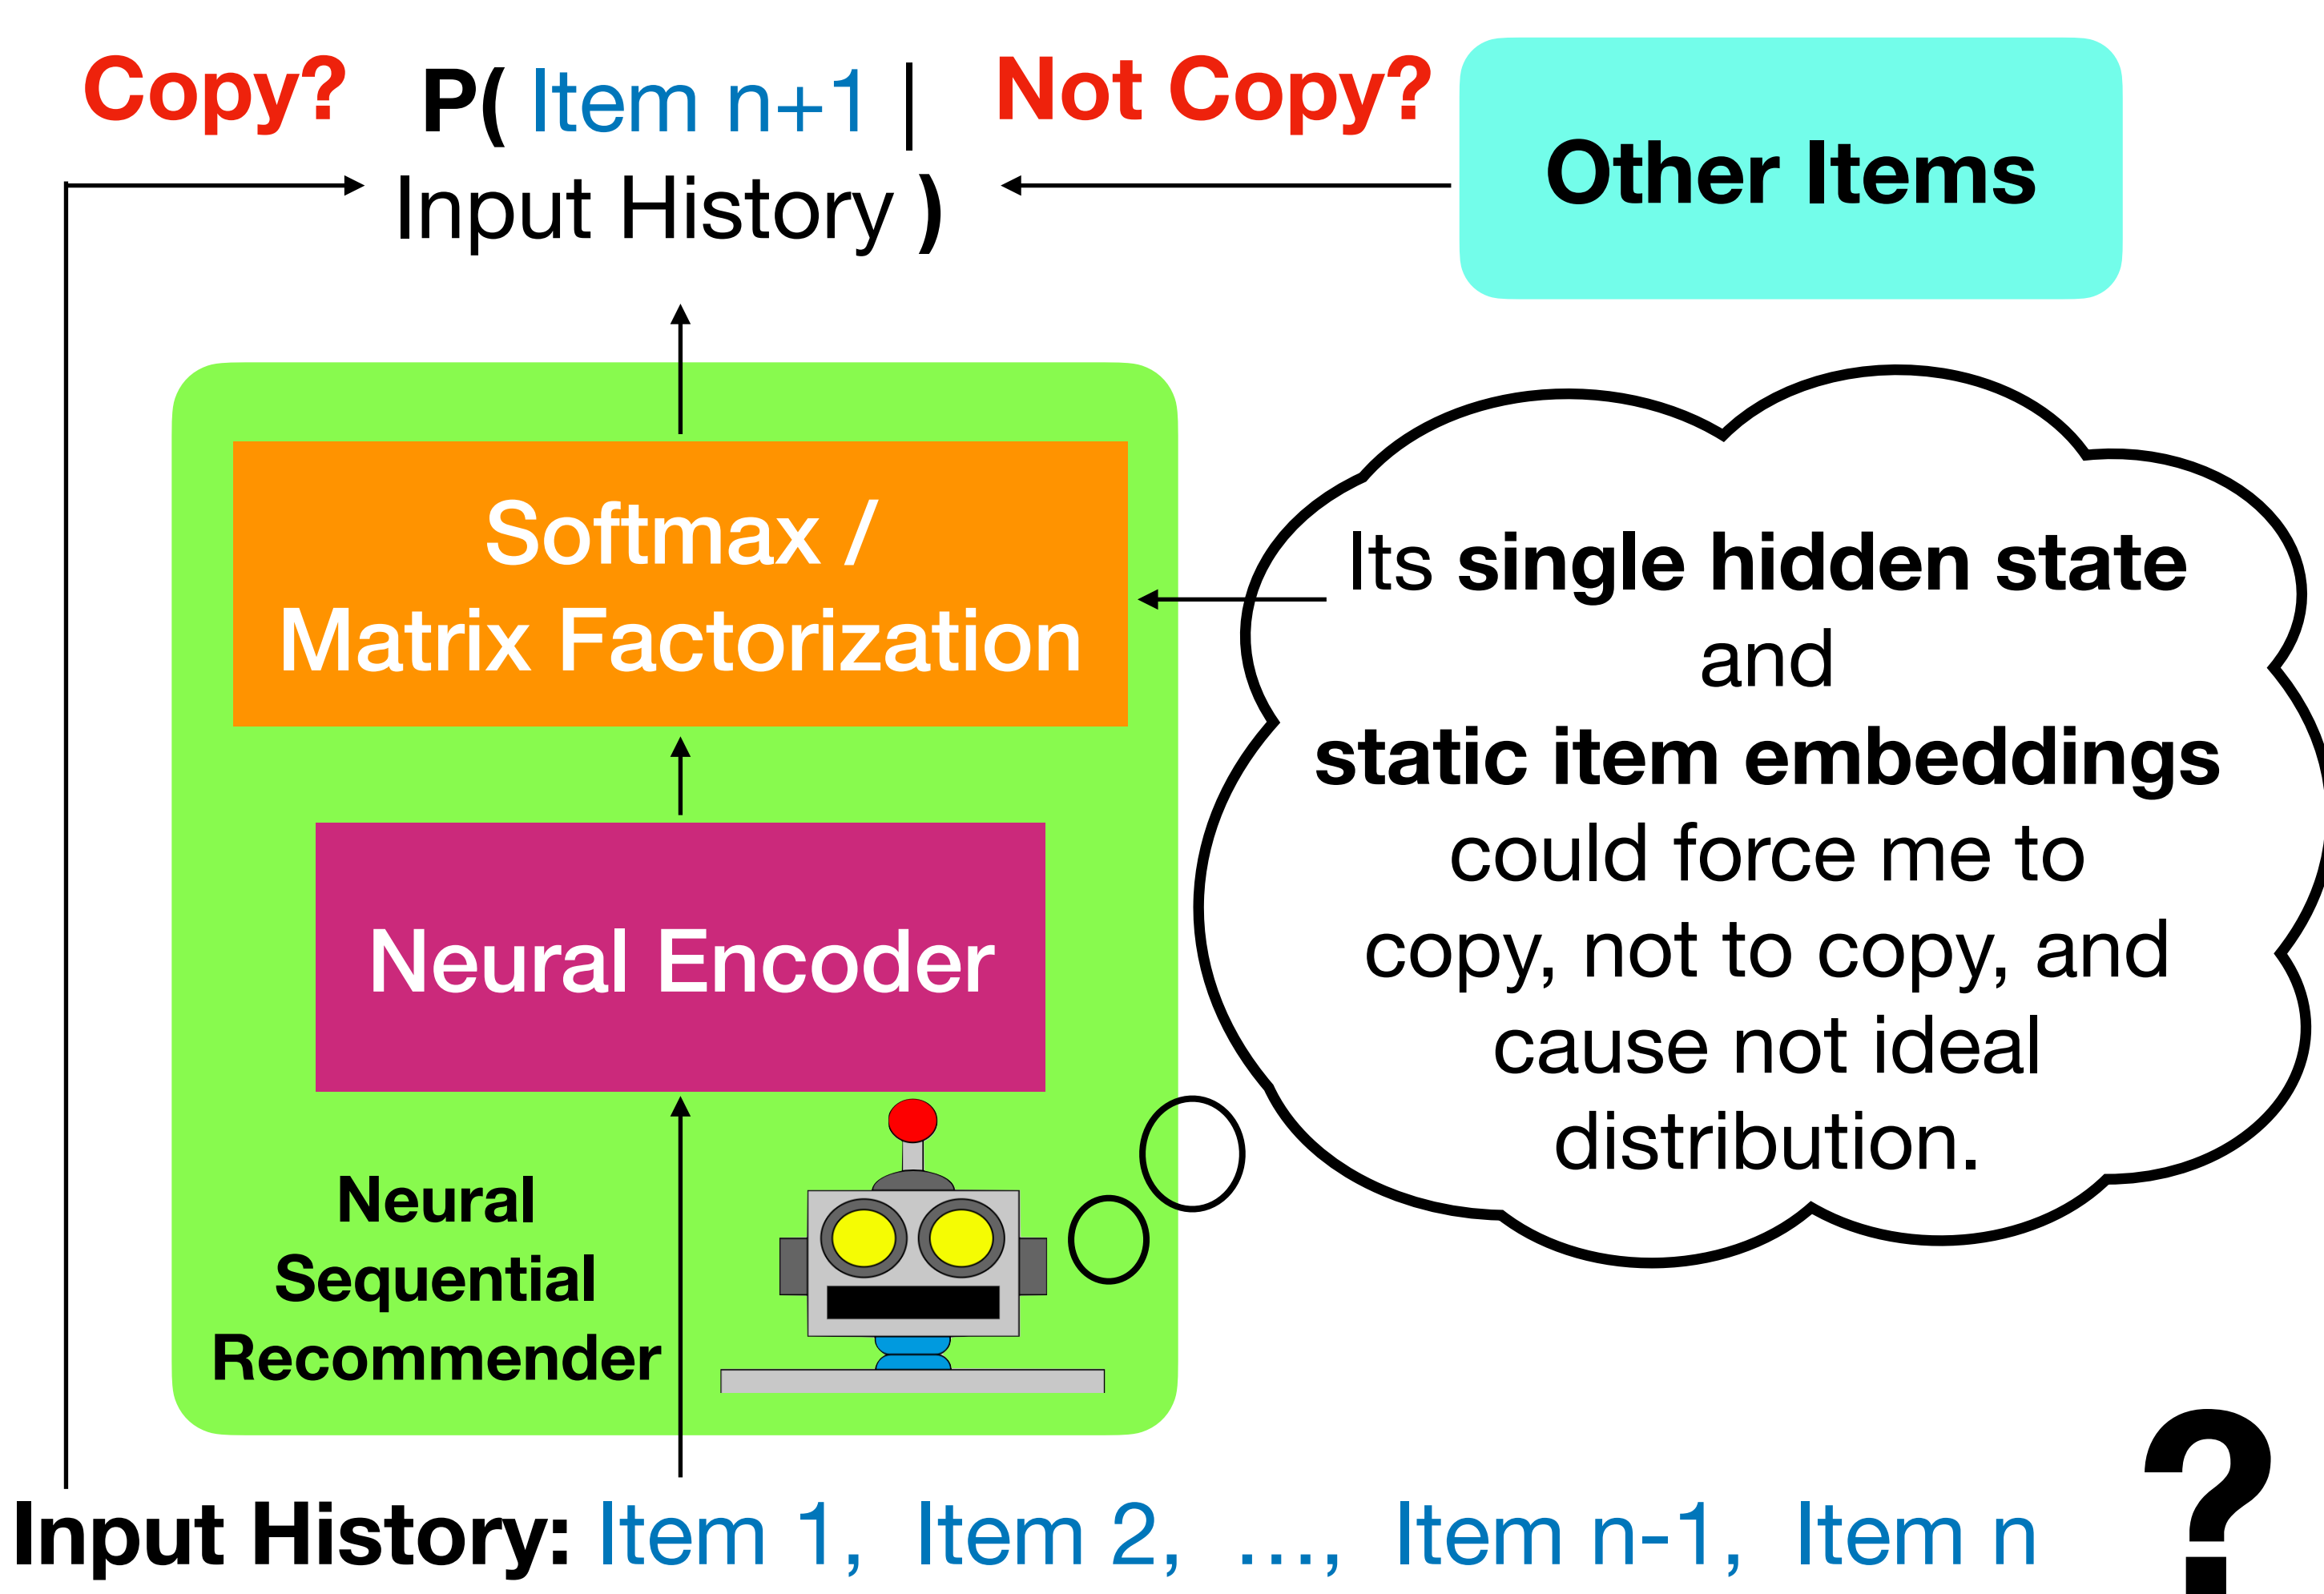 Copy?
P( Item n+1 |
Input History )
Not Copy?
Other Items
Softmax /
Matrix Factorization
Neural Encoder
Neural
Sequential
Recommender
Its single hidden state
and
static item embeddings
could force me to
copy, not to copy, and
cause not ideal
distribution.
Input History: Item 1, Item 2, ..., Item n-1, Item n ?